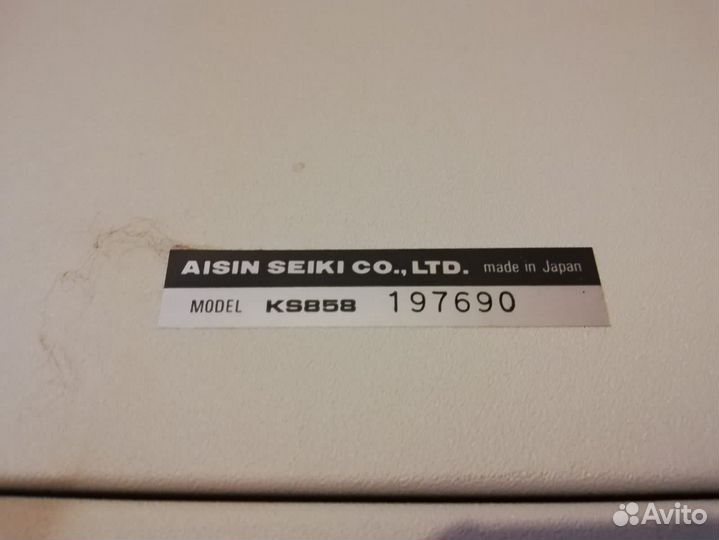 AISIN SEIKI CO.,LTD. made in Japan
MODEL KS858 197690
Avito